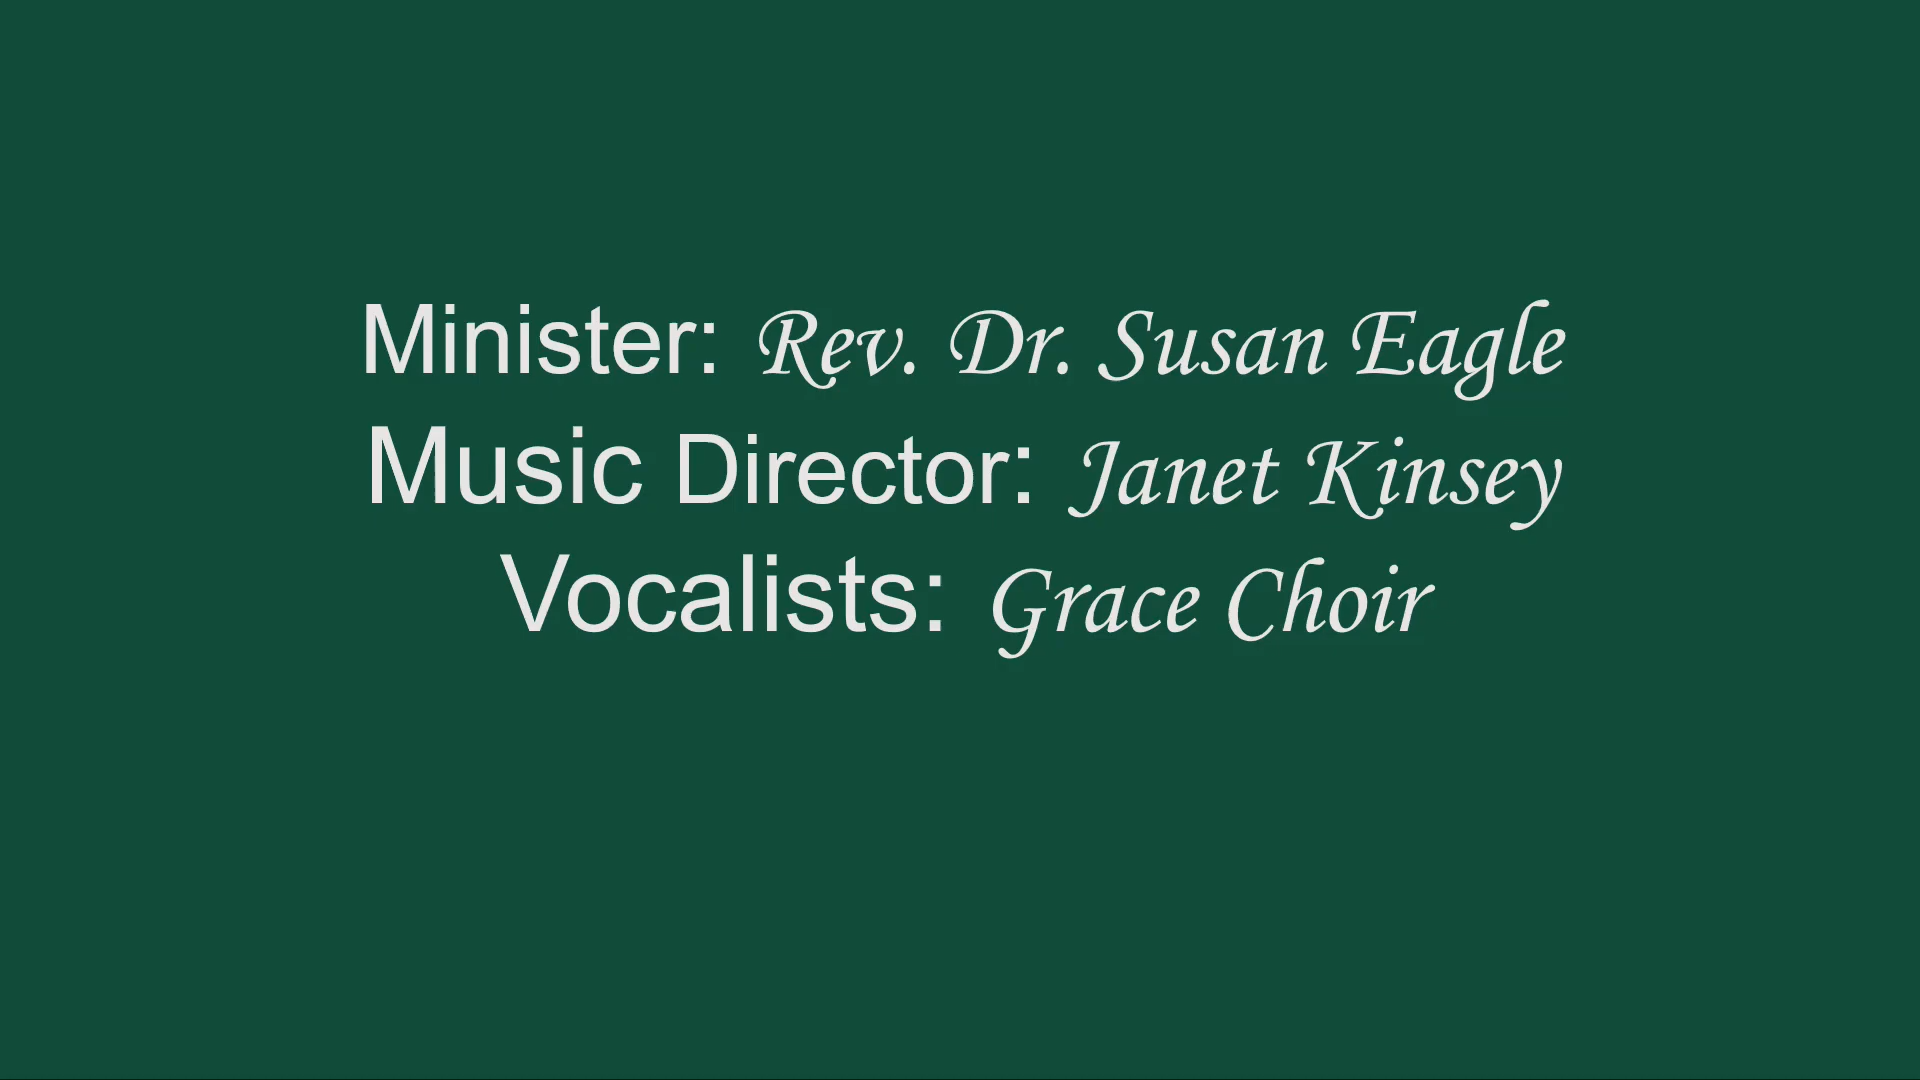 Minister: Rev. Dr. Susan Eagle
Music Director: Janet Kinsey
Vocalists: Grace Choir